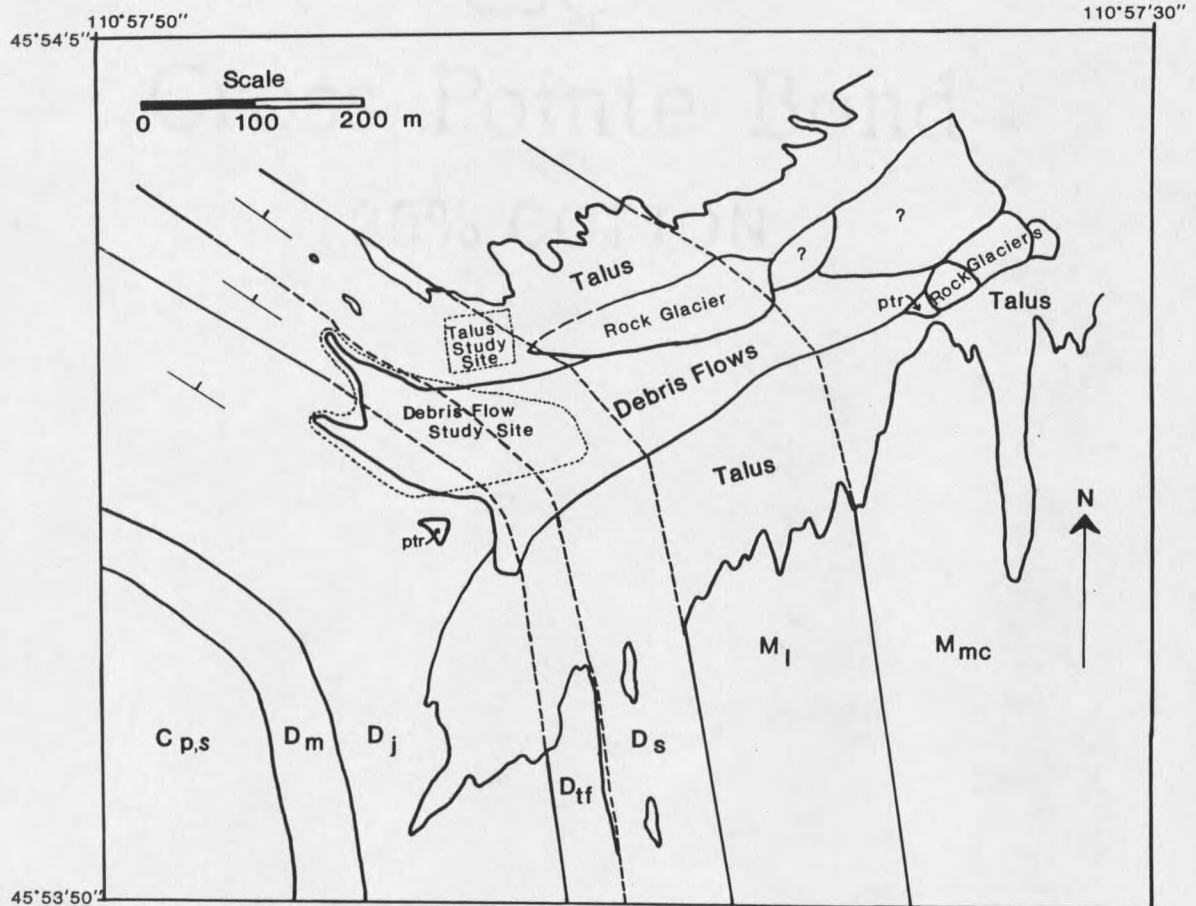 110°57'50"
110°57'30"
45°54'5"
Scale
0 100 200 m
?
?
Talus
Rock Glacier
Rock Glaciers
ptr
Talus
Talus
Study
Site
Debris Flows
Debris Flow
Study Site
Talus
N
ptr
M l
M mc
C p,s
D m
D j
D s
D tf
45°53'50"